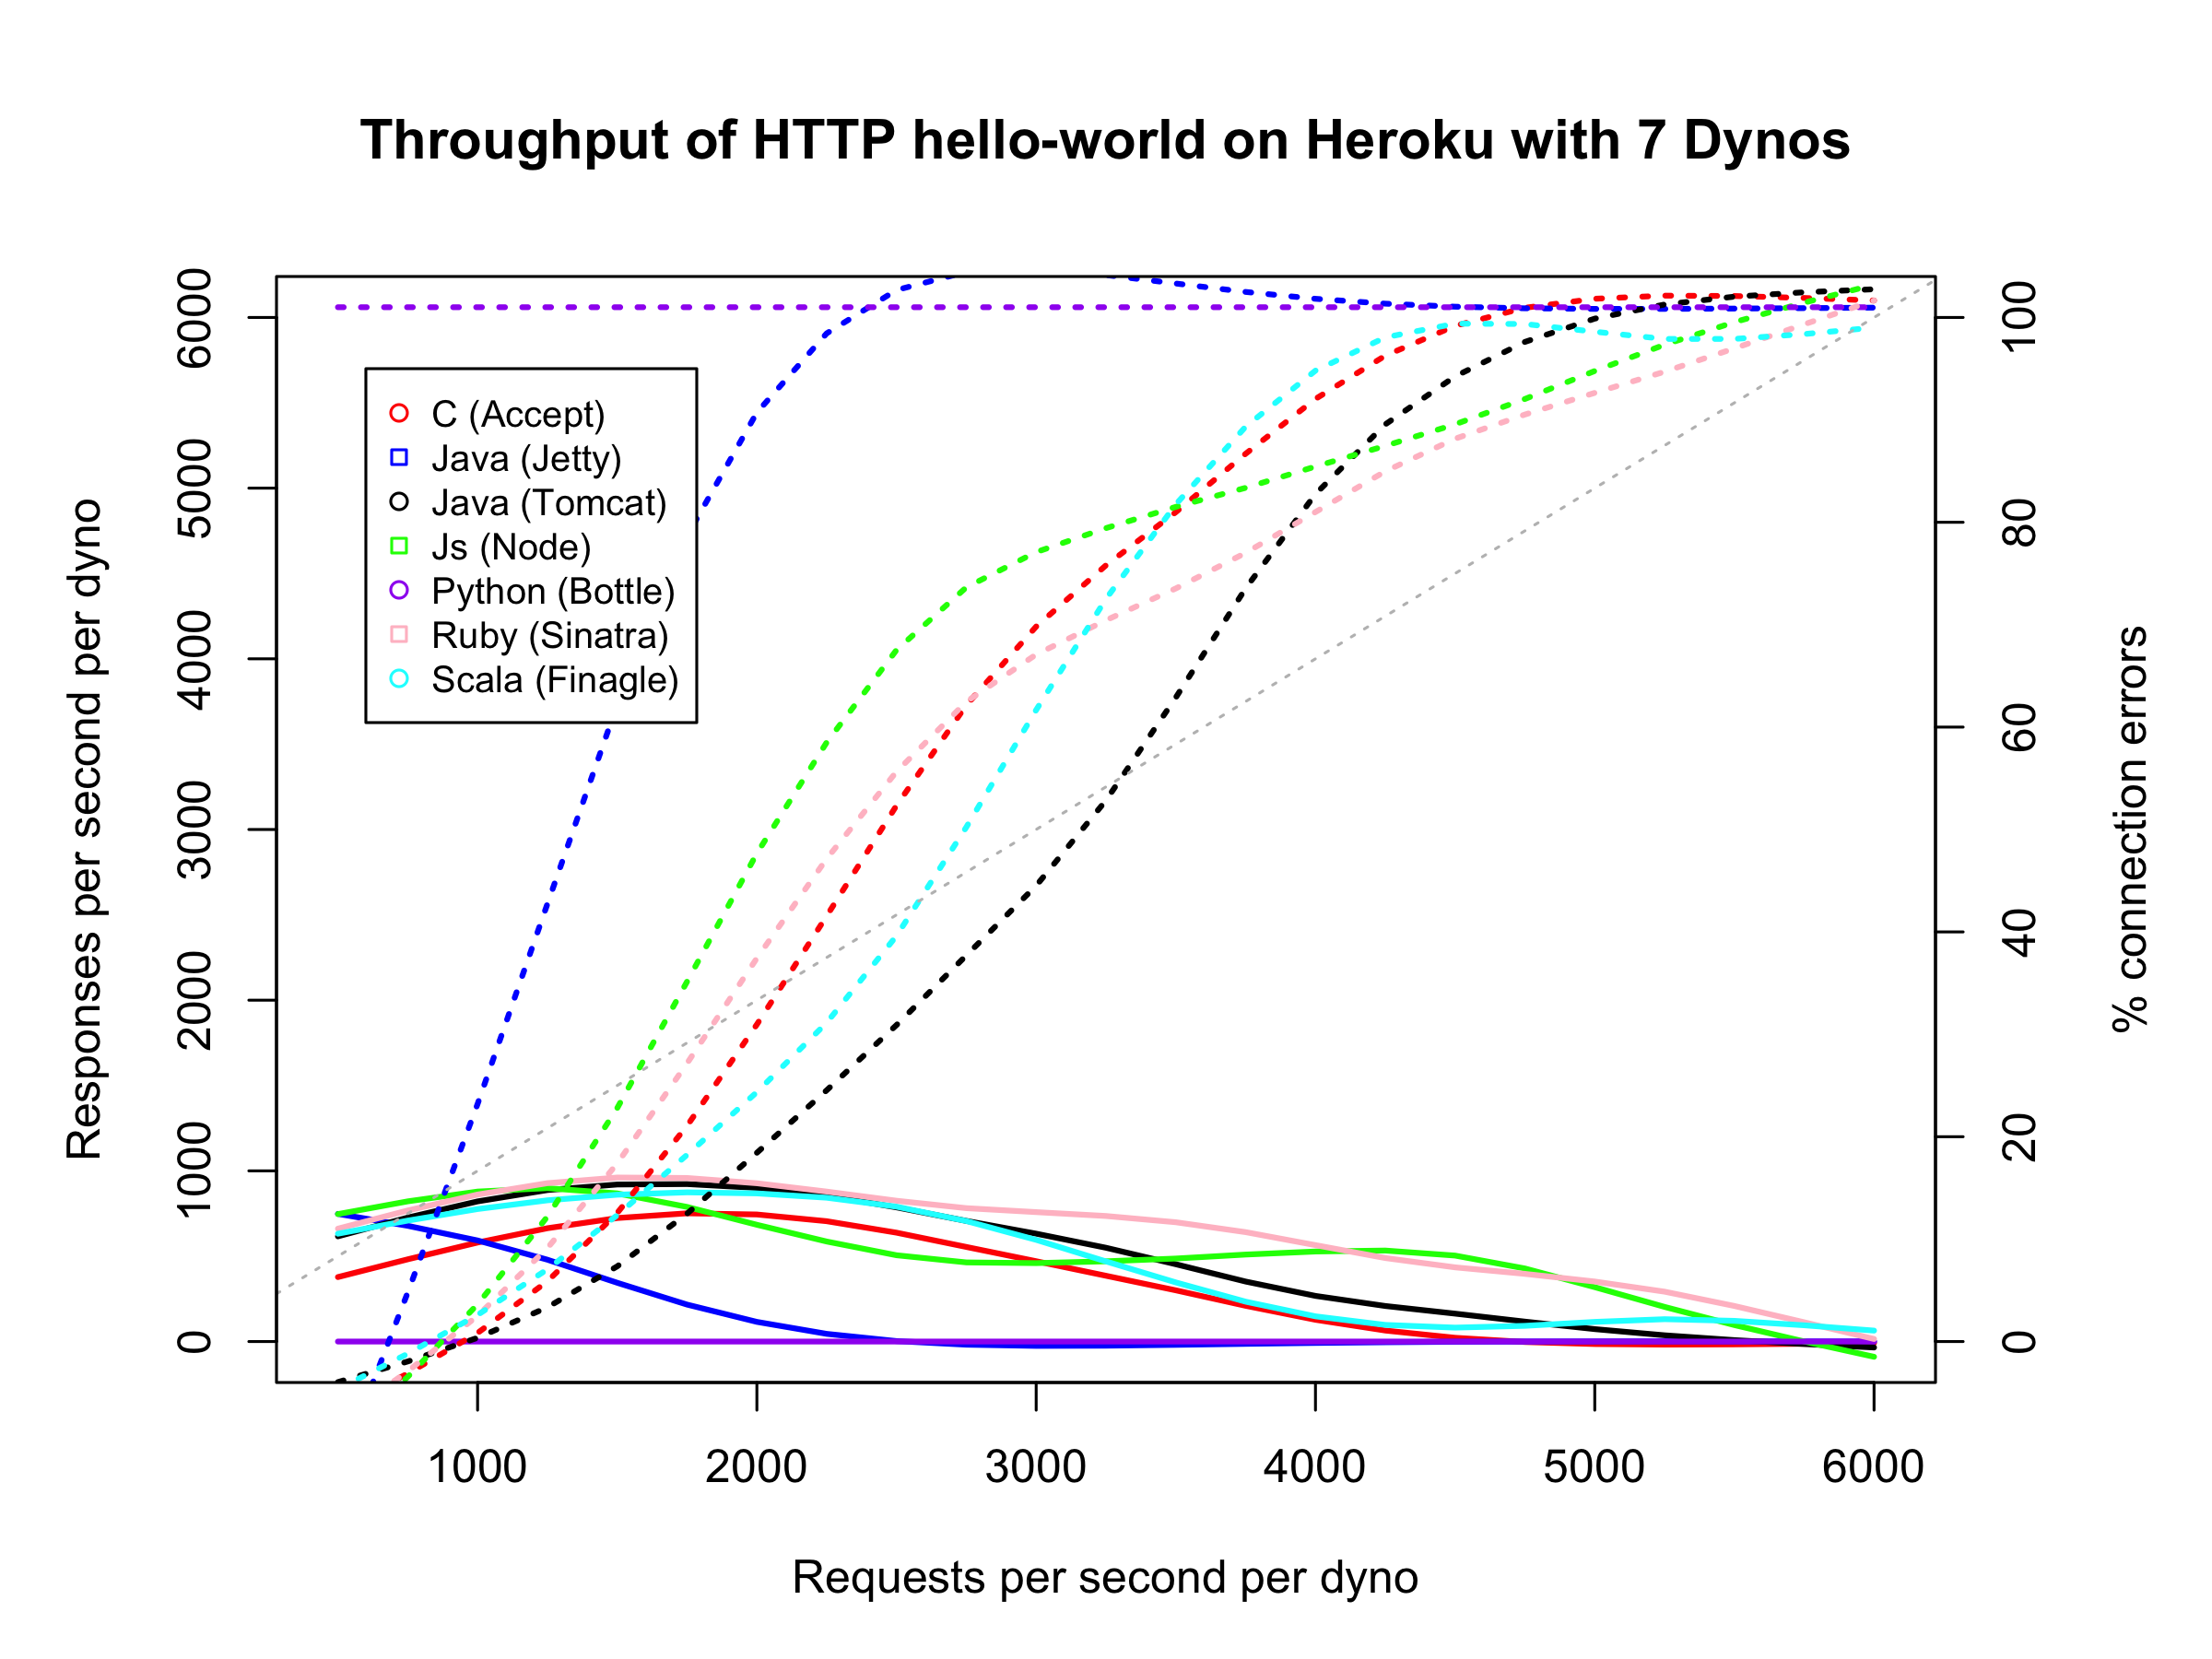 Throughput of HTTP hello-world on Heroku with 7 Dynos
Responses per second per dyno
6000
5000
4000
3000
2000
1000
0
C (Accept)
Java (Jetty)
Java (Tomcat)
Js (Node)
Python (Bottle)
Ruby (Sinatra)
Scala (Finagle)
100
80
60
40
20
0
% connection errors
1000 2000 3000 4000 5000 6000
Requests per second per dyno